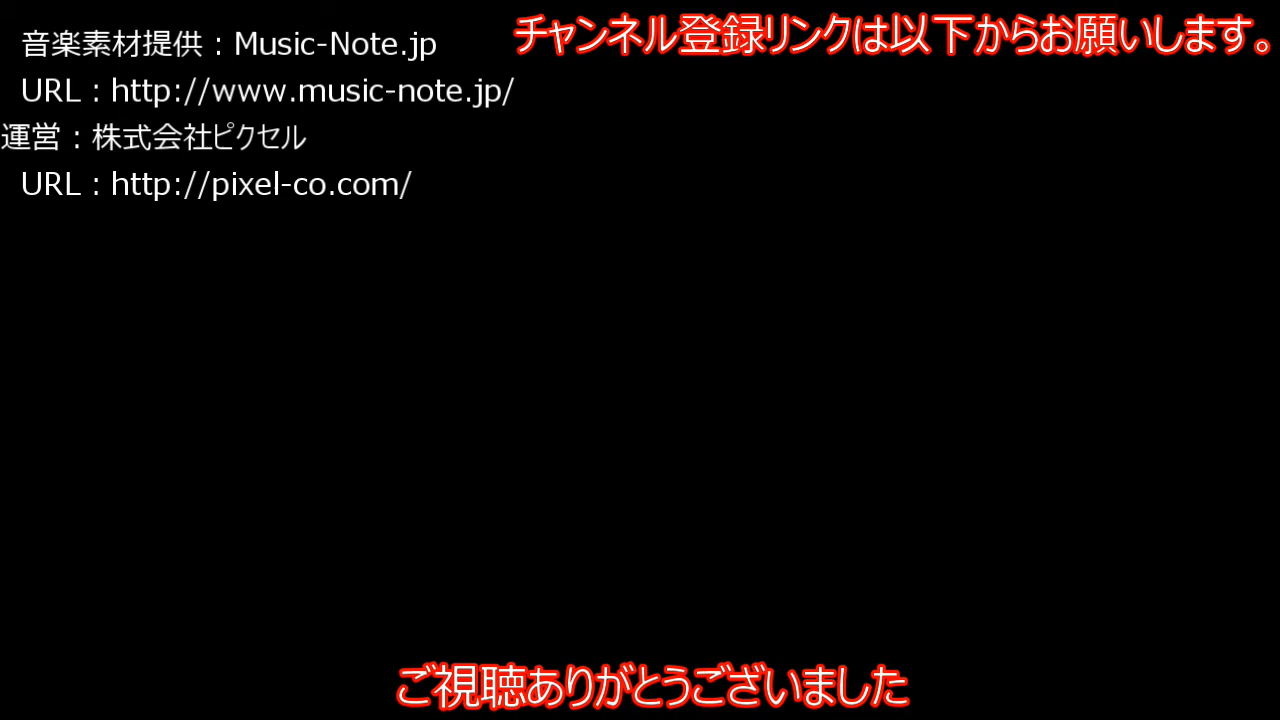 チャンネル登録リンクは以下からお願いします。
音楽素材提供：Music-Note.jp
URL：http://www.music-note.jp/
運営：株式会社ピクセル
URL：http://pixel-co.com/
ご視聴ありがとうございました